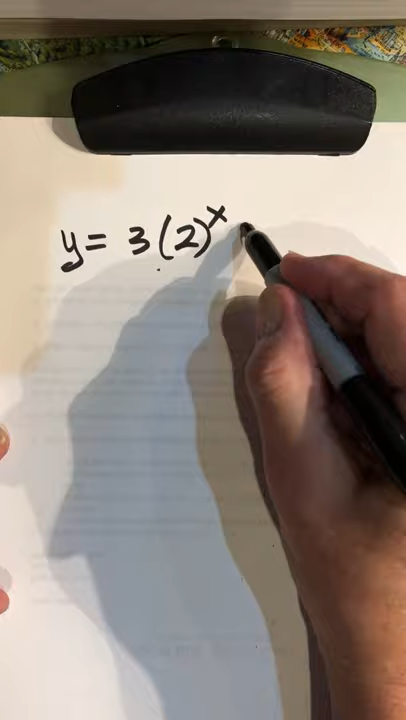 y = 3(2)^x